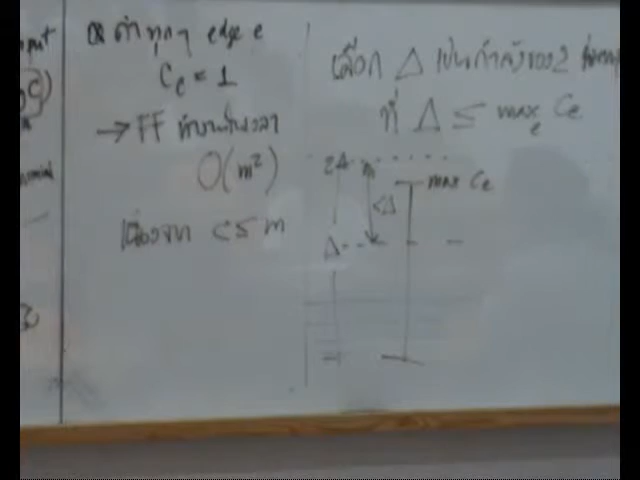 ถ้าทุกๆ edge e
C_e = 1
→ FF ทำงานในเวลา
O(m²)
เนื่องจาก C ≤ m
เลือก Δ เป็นกำลังของ 2
ที่ Δ ≤ max_e C_e
2Δ
max C_e
<Δ
Δ